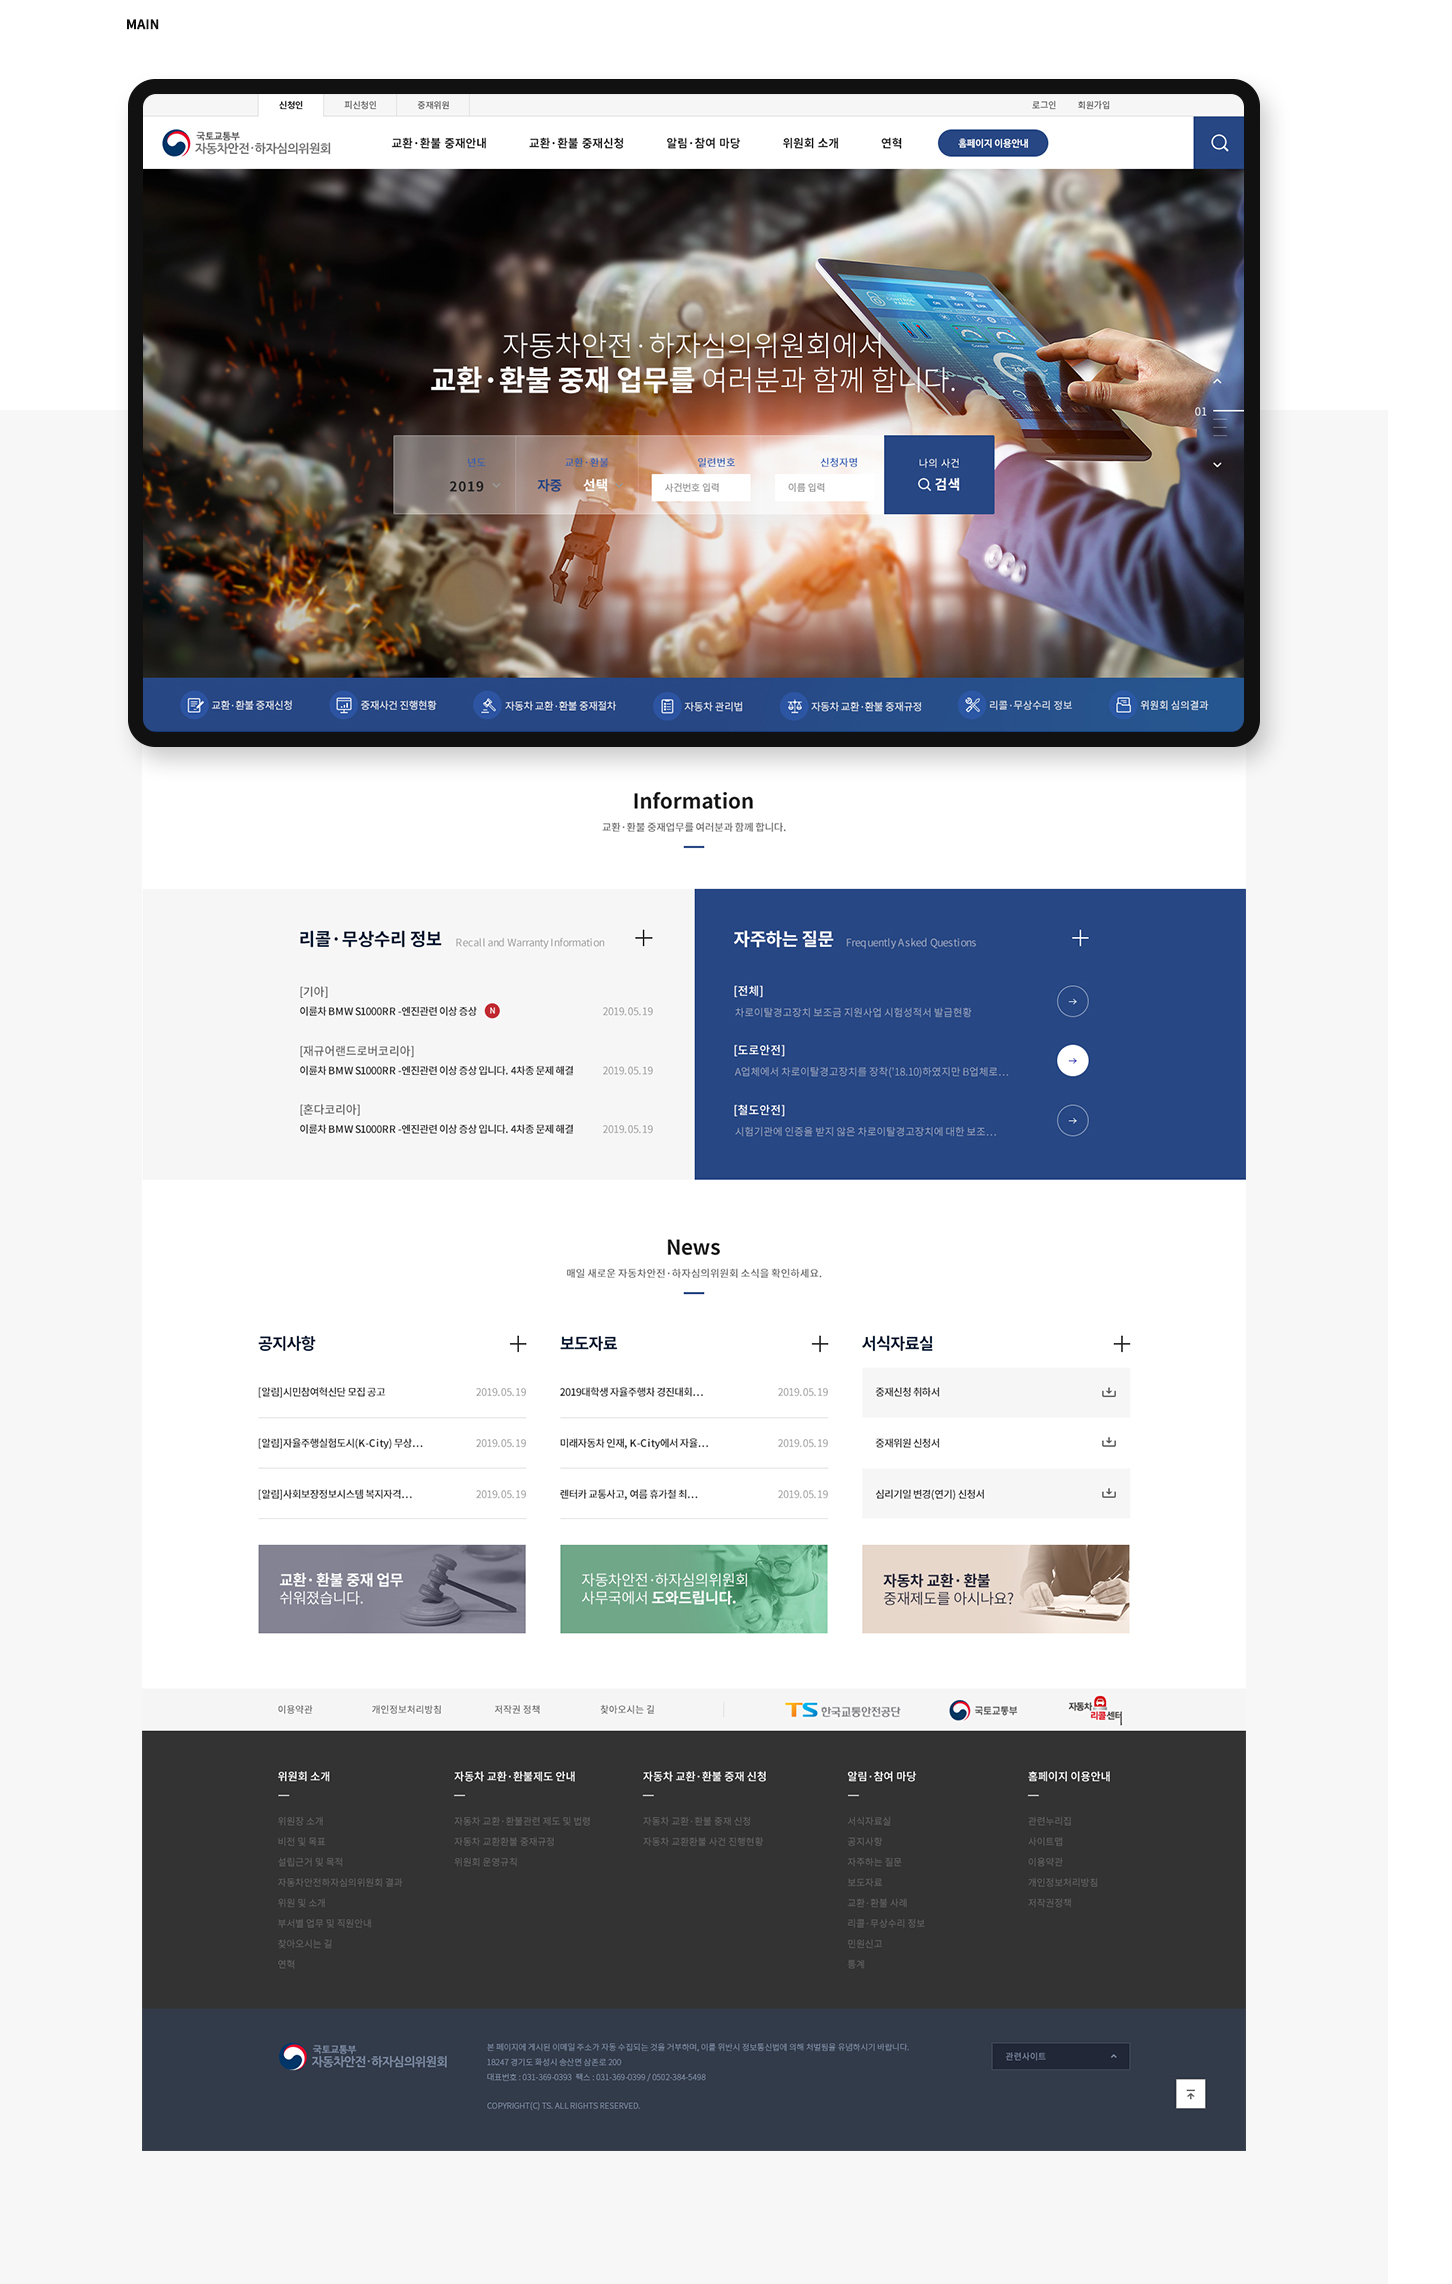 MAIN
신청인
피신청인
중재위원
로그인
회원가입
국토교통부
자동차안전·하자심의위원회
교환·환불 중재안내
교환·환불 중재신청
알림·참여 마당
위원회 소개
연혁
홈페이지 이용안내
자동차안전·하자심의위원회에서
교환·환불 중재 업무를 여러분과 함께 합니다.
01
년도
2019
교환·환불
자중 선택
일련번호
사건번호 입력
신청자명
이름 입력
나의 사건
검색
교환·환불 중재신청
중재사건 진행현황
자동차 교환·환불 중재절차
자동차 관리법
자동차 교환·환불 중재규정
리콜·무상수리 정보
위원회 심의결과
Information
교환·환불 중재업무를 여러분과 함께 합니다.
리콜·무상수리 정보 Recall and Warranty Information
[기아]
이륜차 BMW S1000RR -엔진관련 이상 증상 N 2019.05.19
[재규어랜드로버코리아]
이륜차 BMW S1000RR -엔진관련 이상 증상 입니다. 4차종 문제 해결 2019.05.19
[혼다코리아]
이륜차 BMW S1000RR -엔진관련 이상 증상 입니다. 4차종 문제 해결 2019.05.19
자주하는 질문 Frequently Asked Questions
[전체]
차로이탈경고장치 보조금 지원사업 시험성적서 발급현황
[도로안전]
A업체에서 차로이탈경고장치를 장착('18.10)하였지만 B업체로...
[철도안전]
시험기관에 인증을 받지 않은 차로이탈경고장치에 대한 보조...
News
매일 새로운 자동차안전·하자심의위원회 소식을 확인하세요.
공지사항
[알림]시민참여혁신단 모집 공고 2019.05.19
[알림]자율주행실험도시(K-City) 무상... 2019.05.19
[알림]사회보장정보시스템 복지자격... 2019.05.19
보도자료
2019대학생 자율주행차 경진대회... 2019.05.19
미래자동차 인재, K-City에서 자율... 2019.05.19
렌터카 교통사고, 여름 휴가철 최... 2019.05.19
서식자료실
중재신청 취하서
중재위원 신청서
심리기일 변경(연기) 신청서
교환·환불 중재 업무
쉬워졌습니다.
자동차안전·하자심의위원회
사무국에서 도와드립니다.
자동차 교환·환불
중재제도를 아시나요?
이용약관
개인정보처리방침
저작권 정책
찾아오시는 길
TS 한국교통안전공단
국토교통부
자동차
리콜센터
위원회 소개
위원장 소개
비전 및 목표
설립근거 및 목적
자동차안전하자심의위원회 결과
위원 및 소개
부서별 업무 및 직원안내
찾아오시는 길
연혁
자동차 교환·환불제도 안내
자동차 교환·환불관련 제도 및 법령
자동차 교환환불 중재규정
위원회 운영규칙
자동차 교환·환불 중재 신청
자동차 교환·환불 중재 신청
자동차 교환환불 사건 진행현황
알림·참여 마당
서식자료실
공지사항
자주하는 질문
보도자료
교환·환불 사례
리콜·무상수리 정보
민원신고
통계
홈페이지 이용안내
관련누리집
사이트맵
이용약관
개인정보처리방침
저작권정책
국토교통부
자동차안전·하자심의위원회
본 페이지에 게시된 이메일 주소가 자동 수집되는 것을 거부하며, 이를 위반시 정보통신법에 의해 처벌됨을 유념하시기 바랍니다.
18247 경기도 화성시 송산면 삼존로 200
대표번호 : 031-369-0393 팩스 : 031-369-0399 / 0502-384-5498
COPYRIGHT(C) TS. ALL RIGHTS RESERVED.
관련사이트